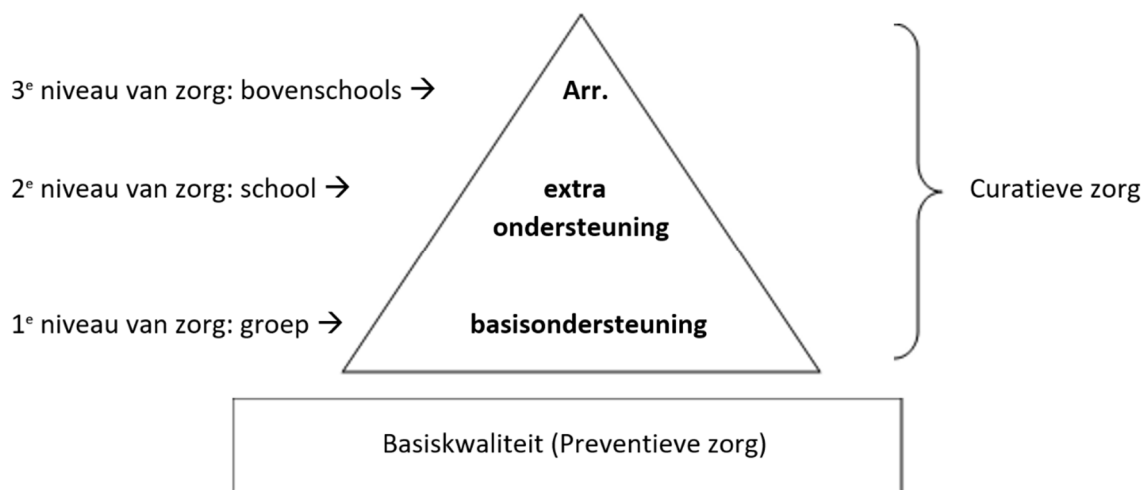 3e niveau van zorg: bovenschools → Arr.
2e niveau van zorg: school → extra
ondersteuning
Curatieve zorg
1e niveau van zorg: groep → basisondersteuning
Basiskwaliteit (Preventieve zorg)